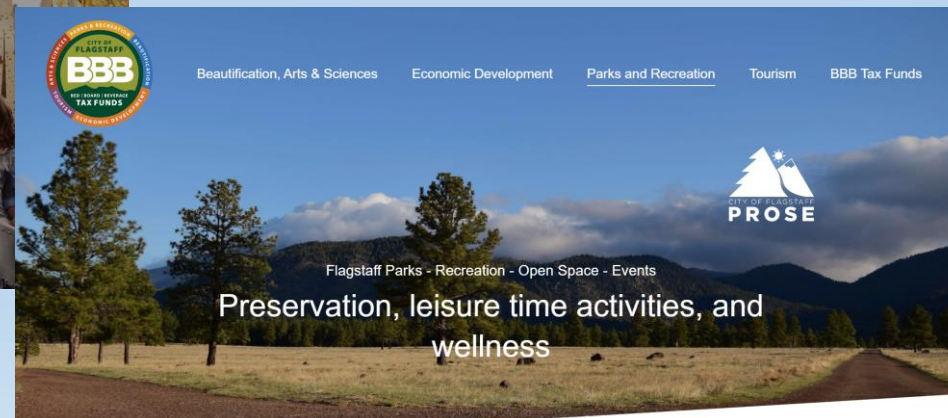 PARKS & RECREATION
BEAUTIFICATION
ARTS & SCIENCES
TOURISM
ECONOMIC DEVELOPMENT
CITY OF
FLAGSTAFF
BBB
BED | BOARD | BEVERAGE
TAX FUNDS
Beautification, Arts & Sciences
Economic Development
Parks and Recreation
Tourism
BBB Tax Funds
CITY OF FLAGSTAFF
PROSE
Flagstaff Parks - Recreation - Open Space - Events
Preservation, leisure time activities, and
wellness